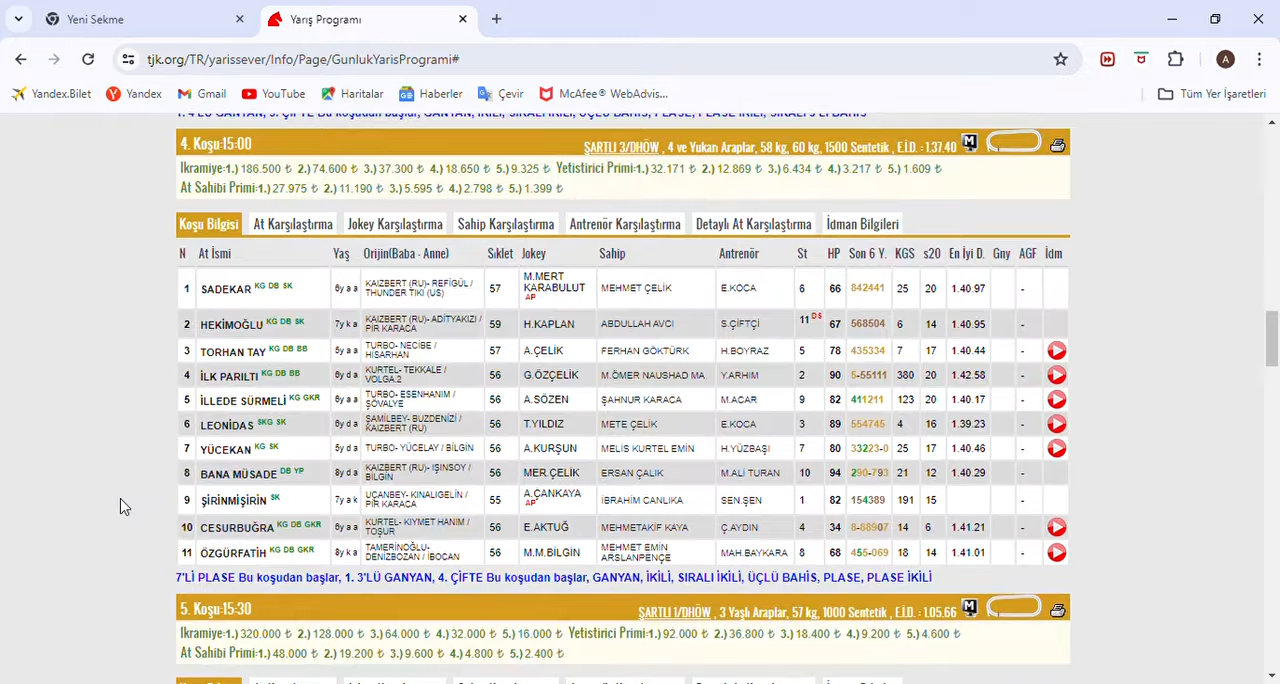 Yeni Sekme
Yarış Programı
tjk.org/TR/yarissever/Info/Page/GunlukYarisProgrami#
A
Yandex.Bilet Yandex Gmail YouTube Haritalar Haberler Çevir McAfee® WebAdvis... Tüm Yer İşaretleri
4. Koşu:15:00 ŞARTLI 3/DHÖW , 4 ve Yukarı Araplar, 58 kg, 60 kg, 1500 Sentetik , E.İ.D. : 1.37.40
İkramiye:1.) 186.500 ₺ 2.) 74.600 ₺ 3.) 37.300 ₺ 4.) 18.650 ₺ 5.) 9.325 ₺ Yetistirici Primi:1.) 32.171 ₺ 2.) 12.869 ₺ 3.) 6.434 ₺ 4.) 3.217 ₺ 5.) 1.609 ₺
At Sahibi Primi:1.) 27.975 ₺ 2.) 11.190 ₺ 3.) 5.595 ₺ 4.) 2.798 ₺ 5.) 1.399 ₺
Koşu Bilgisi At Karşılaştırma Jokey Karşılaştırma Sahip Karşılaştırma Antrenör Karşılaştırma Detaylı At Karşılaştırma İdman Bilgileri
N At İsmi Yaş Orijin(Baba - Anne) Sıklet Jokey Sahip Antrenör St HP Son 6 Y. KGS s20 En İyi D. Gny AGF İdm
1 SADEKAR KG DB SK 6y a a KAIZBERT (RU)- REFİGÜL / THUNDER TIKI (US) 57 M.MERT KARABULUT AP MEHMET ÇELİK E.KOCA 6 66 842441 25 20 1.40.97 -
2 HEKİMOĞLU KG DB SK 7y k a KAIZBERT (RU)- ADİTYAKIZI / PİR KARACA 59 H.KAPLAN ABDULLAH AVCI S.ÇİFTÇİ 11 DS 67 568504 6 14 1.40.95 -
3 TORHAN TAY KG DB BB 6y a a TURBO- NECİBE / HISARHAN 57 A.ÇELİK FERHAN GÖKTÜRK H.BOYRAZ 5 78 435334 7 17 1.40.44 -
4 İLK PARILTI KG DB BB 6y d a KURTEL- TEKKALE / VOLGA.2 56 G.ÖZÇELİK M.ÖMER NAUSHAD MA Y.ARHIM 2 90 5-55111 380 20 1.42.58 -
5 İLLEDE SÜRMELİ KG GKR 6y a a TURBO- ESENHANIM / ŞÖVALYE 56 A.SÖZEN ŞAHNUR KARACA M.ACAR 9 82 411211 123 20 1.40.17 -
6 LEONİDAS SKG SK 6y d a ŞAMİLBEY- BUZDENİZİ / KAIZBERT (RU) 56 T.YILDIZ METE ÇELİK E.KOCA 3 89 554745 4 16 1.39.23 -
7 YÜCEKAN KG SK 8y d a TURBO- YÜCELAY / BİLGİN 56 A.KURŞUN MELİS KURTEL EMİN H.YÜZBAŞI 7 80 33223-0 25 17 1.40.46 -
8 BANA MÜSADE DB YP 8y d a KAIZBERT (RU)- IŞINSOY / BİLGİN 56 MER.ÇELİK ERSAN ÇALIK M.ALİ TURAN 10 94 290-793 21 12 1.40.29 -
9 ŞİRİNMİŞİRİN SK 7y a k UÇANBEY- KINALIGELİN / PİR KARACA 55 A.ÇANKAYA AP İBRAHİM CANLIKA SEN.ŞEN 1 82 154389 191 15 -
10 CESURBUĞRA KG DB GKR 6y a a KURTEL- KIYMET HANIM / TOSUR 56 E.AKTUĞ MEHMETAKİF KAYA Ç.AYDIN 4 34 8-88907 14 6 1.41.21 -
11 ÖZGÜRFATİH KG DB GKR 8y k a TAMERİNOĞLU- DENIZBOZAN / İBOCAN 56 M.M.BİLGİN MEHMET EMİN ARSLANPENÇE MAH.BAYKARA 8 68 455-069 18 14 1.41.01 -
7'Lİ PLASE Bu koşudan başlar, 1. 3'LÜ GANYAN, 4. ÇİFTE Bu koşudan başlar, GANYAN, İKİLİ, SIRALI İKİLİ, ÜÇLÜ BAHİS, PLASE, PLASE İKİLİ
5. Koşu:15:30 ŞARTLI 1/DHÖW , 3 Yaşlı Araplar, 57 kg, 1000 Sentetik , E.İ.D. : 1.05.66
İkramiye:1.) 320.000 ₺ 2.) 128.000 ₺ 3.) 64.000 ₺ 4.) 32.000 ₺ 5.) 16.000 ₺ Yetistirici Primi:1.) 92.000 ₺ 2.) 36.800 ₺ 3.) 18.400 ₺ 4.) 9.200 ₺ 5.) 4.600 ₺
At Sahibi Primi:1.) 48.000 ₺ 2.) 19.200 ₺ 3.) 9.600 ₺ 4.) 4.800 ₺ 5.) 2.400 ₺